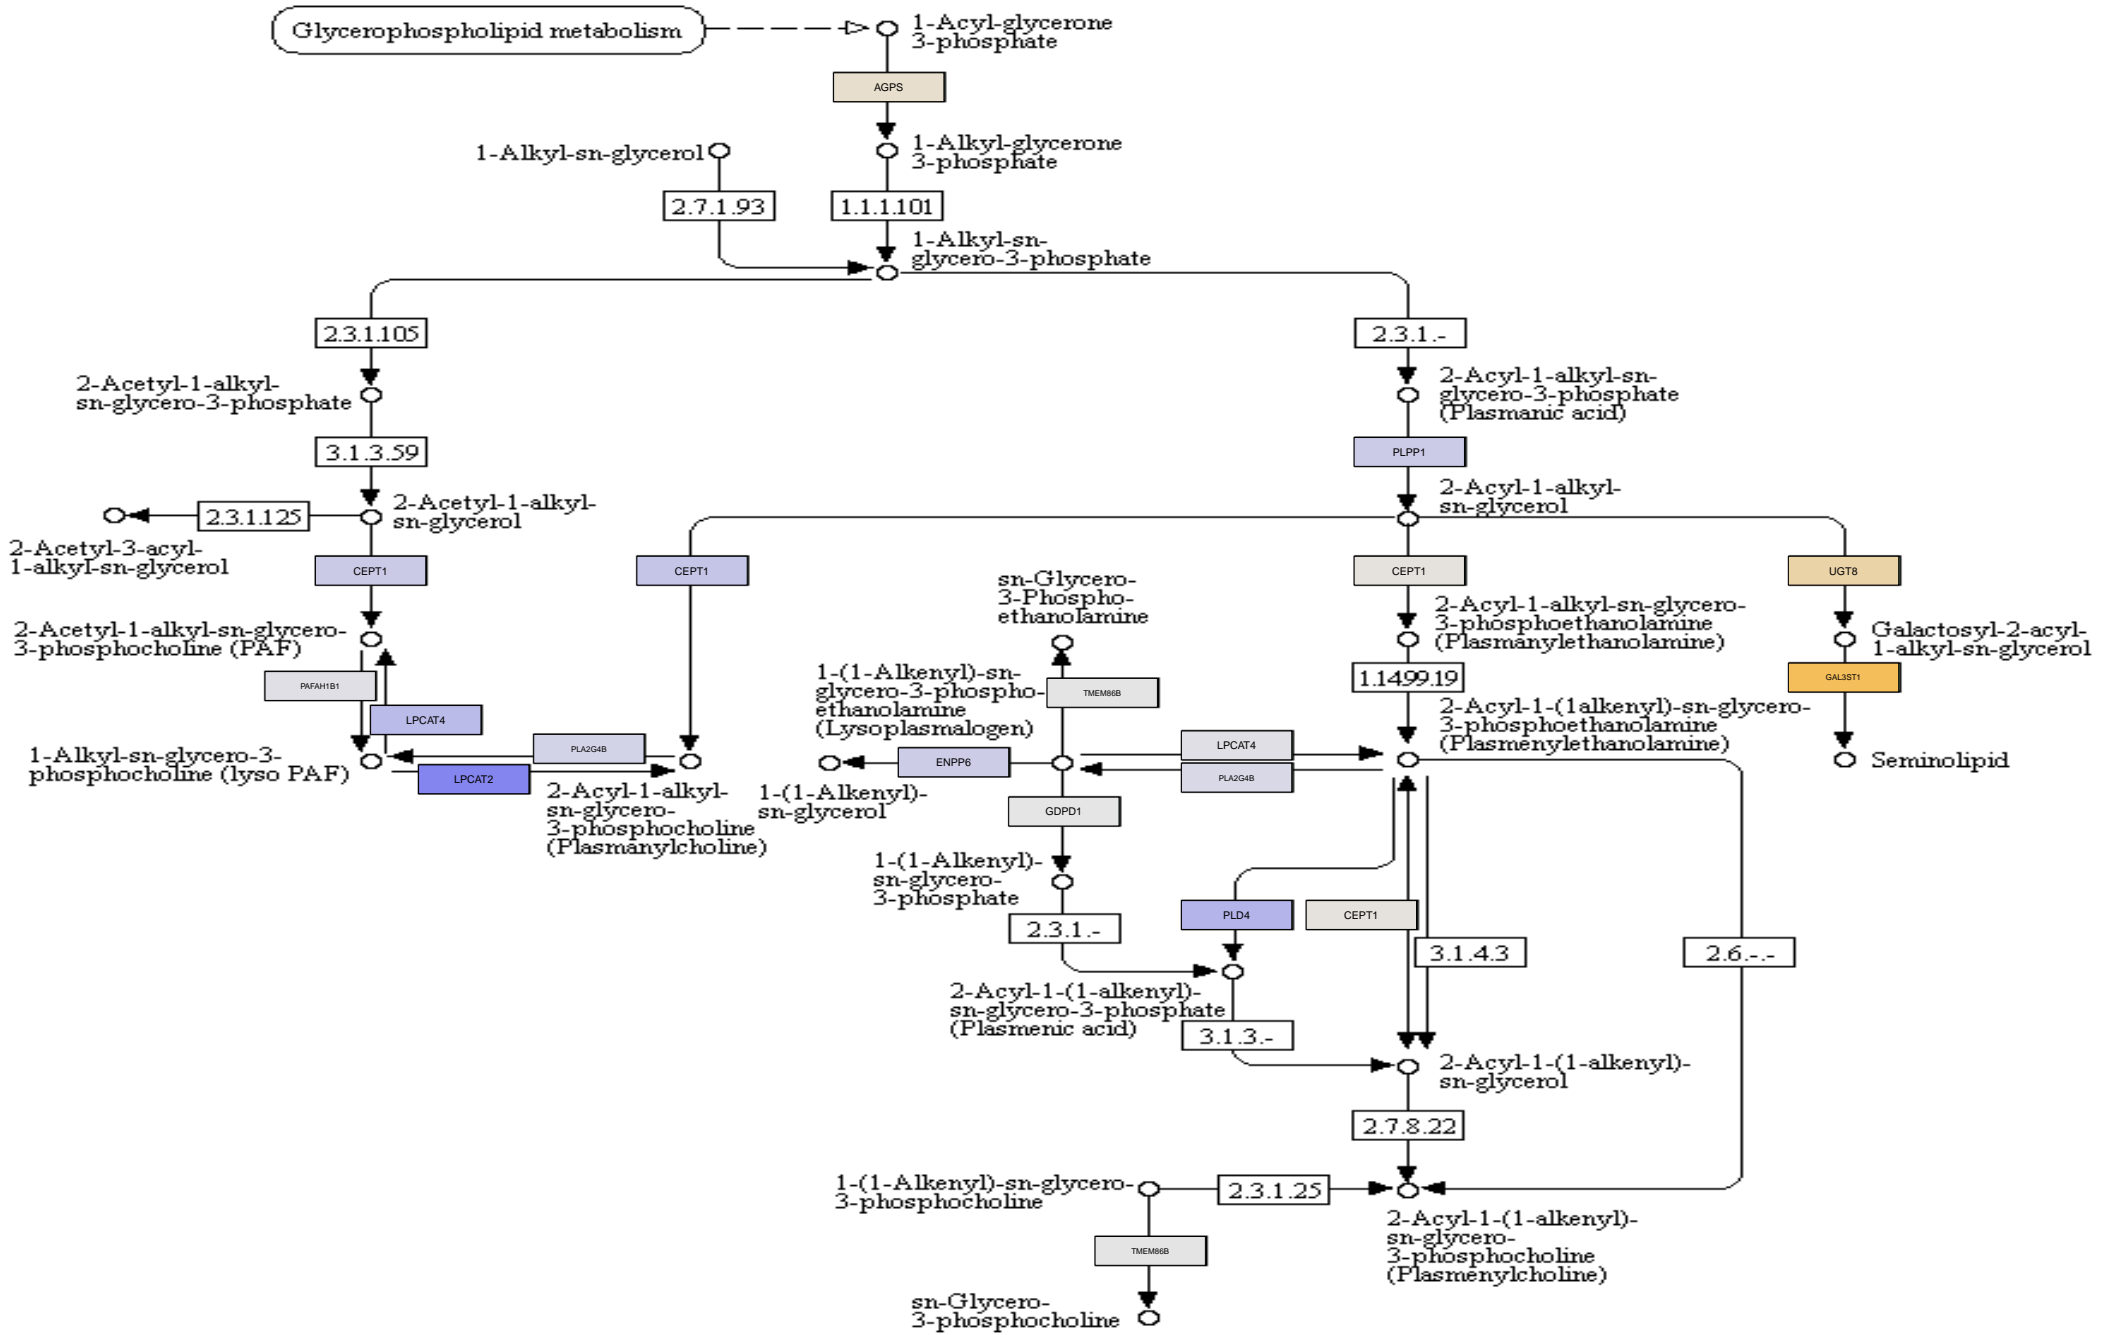 Glycerophospholipid metabolism
1-Acyl-glycerone
3-phosphate
AGPS
1-Alkyl-sn-glycerol
1-Alkyl-glycerone
3-phosphate
2.7.1.93
1.1.1.101
1-Alkyl-sn-
glycero-3-phosphate
2.3.1.105
2.3.1.-
2-Acetyl-1-alkyl-
sn-glycero-3-phosphate
2-Acyl-1-alkyl-sn-
glycero-3-phosphate
(Plasmanic acid)
3.1.3.59
PLPP1
2.3.1.125
2-Acetyl-1-alkyl-
sn-glycerol
2-Acyl-1-alkyl-
sn-glycerol
2-Acetyl-3-acyl-
1-alkyl-sn-glycerol
CEPT1
CEPT1
sn-Glycero-
3-Phospho-
ethanolamine
CEPT1
UGT8
2-Acetyl-1-alkyl-sn-glycero-
3-phosphocholine (PAF)
2-Acyl-1-alkyl-sn-glycero-
3-phosphoethanolamine
(Plasmanylethanolamine)
Galactosyl-2-acyl-
1-alkyl-sn-glycerol
PAFAH1B1
LPCAT4
1-(1-Alkenyl)-sn-
glycero-3-phospho-
ethanolamine
(Lysoplasmalogen)
TMEM86B
1.14.99.19
GAL3ST1
2-Acyl-1-(1alkenyl)-sn-glycero-
3-phosphoethanolamine
(Plasmenylethanolamine)
1-Alkyl-sn-glycero-3-
phosphocholine (lyso PAF)
PLA2G4B
LPCAT2
2-Acyl-1-alkyl-
sn-glycero-
3-phosphocholine
(Plasmanylcholine)
ENPP6
1-(1-Alkenyl)-
sn-glycerol
LPCAT4
PLA2G4B
Seminolipid
GDPD1
1-(1-Alkenyl)-
sn-glycero-
3-phosphate
2.3.1.-
PLD4
CEPT1
3.1.4.3
2.6.-.-
2-Acyl-1-(1-alkenyl)-
sn-glycero-3-phosphate
(Plasmenic acid)
3.1.3.-
2-Acyl-1-(1-alkenyl)-
sn-glycerol
2.7.8.22
1-(1-Alkenyl)-sn-glycero-
3-phosphocholine
2.3.1.25
2-Acyl-1-(1-alkenyl)-
sn-glycero-
3-phosphocholine
(Plasmenylcholine)
TMEM86B
sn-Glycero-
3-phosphocholine